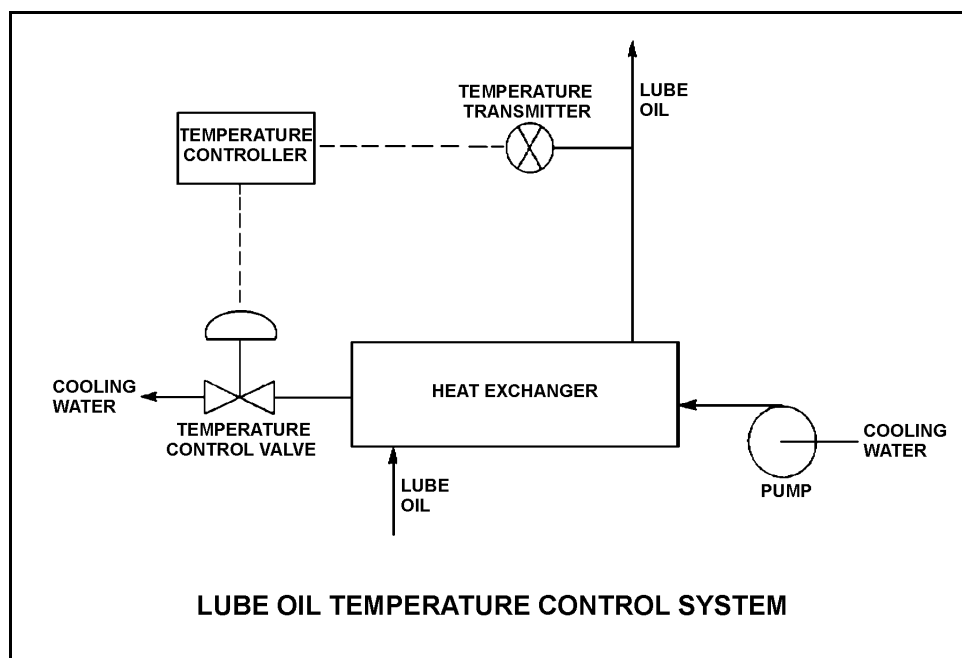 TEMPERATURE
TRANSMITTER
LUBE
OIL
TEMPERATURE
CONTROLLER
HEAT EXCHANGER
COOLING
WATER
TEMPERATURE
CONTROL VALVE
COOLING
WATER
LUBE
OIL
PUMP
LUBE OIL TEMPERATURE CONTROL SYSTEM